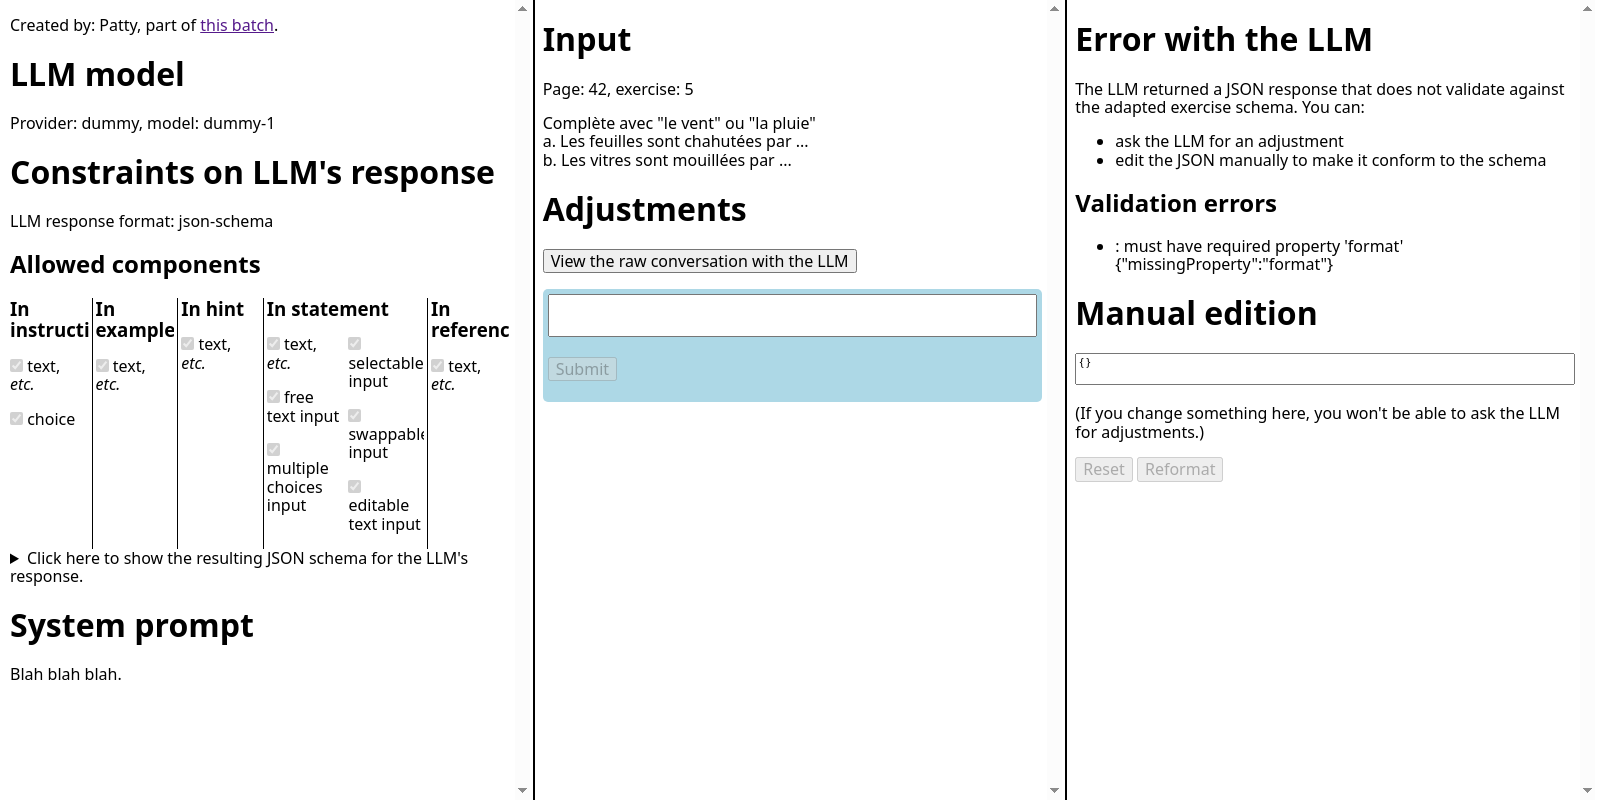 Created by: Patty, part of this batch.
LLM model
Provider: dummy, model: dummy-1
Constraints on LLM's response
LLM response format: json-schema
Allowed components
In
instructi
text,
etc.
choice
In
example
text,
etc.
In hint
text,
etc.
In statement
text,
etc.
free
text input
multiple
choices
input
selectable
input
swappable
input
editable
text input
In
referenc
text,
etc.
Click here to show the resulting JSON schema for the LLM's
response.
System prompt
Blah blah blah.
Input
Page: 42, exercise: 5
Complète avec "le vent" ou "la pluie"
a. Les feuilles sont chahutées par ...
b. Les vitres sont mouillées par ...
Adjustments
View the raw conversation with the LLM
Submit
Error with the LLM
The LLM returned a JSON response that does not validate against
the adapted exercise schema. You can:
ask the LLM for an adjustment
edit the JSON manually to make it conform to the schema
Validation errors
: must have required property 'format'
{"missingProperty":"format"}
Manual edition
{}
(If you change something here, you won't be able to ask the LLM
for adjustments.)
Reset Reformat